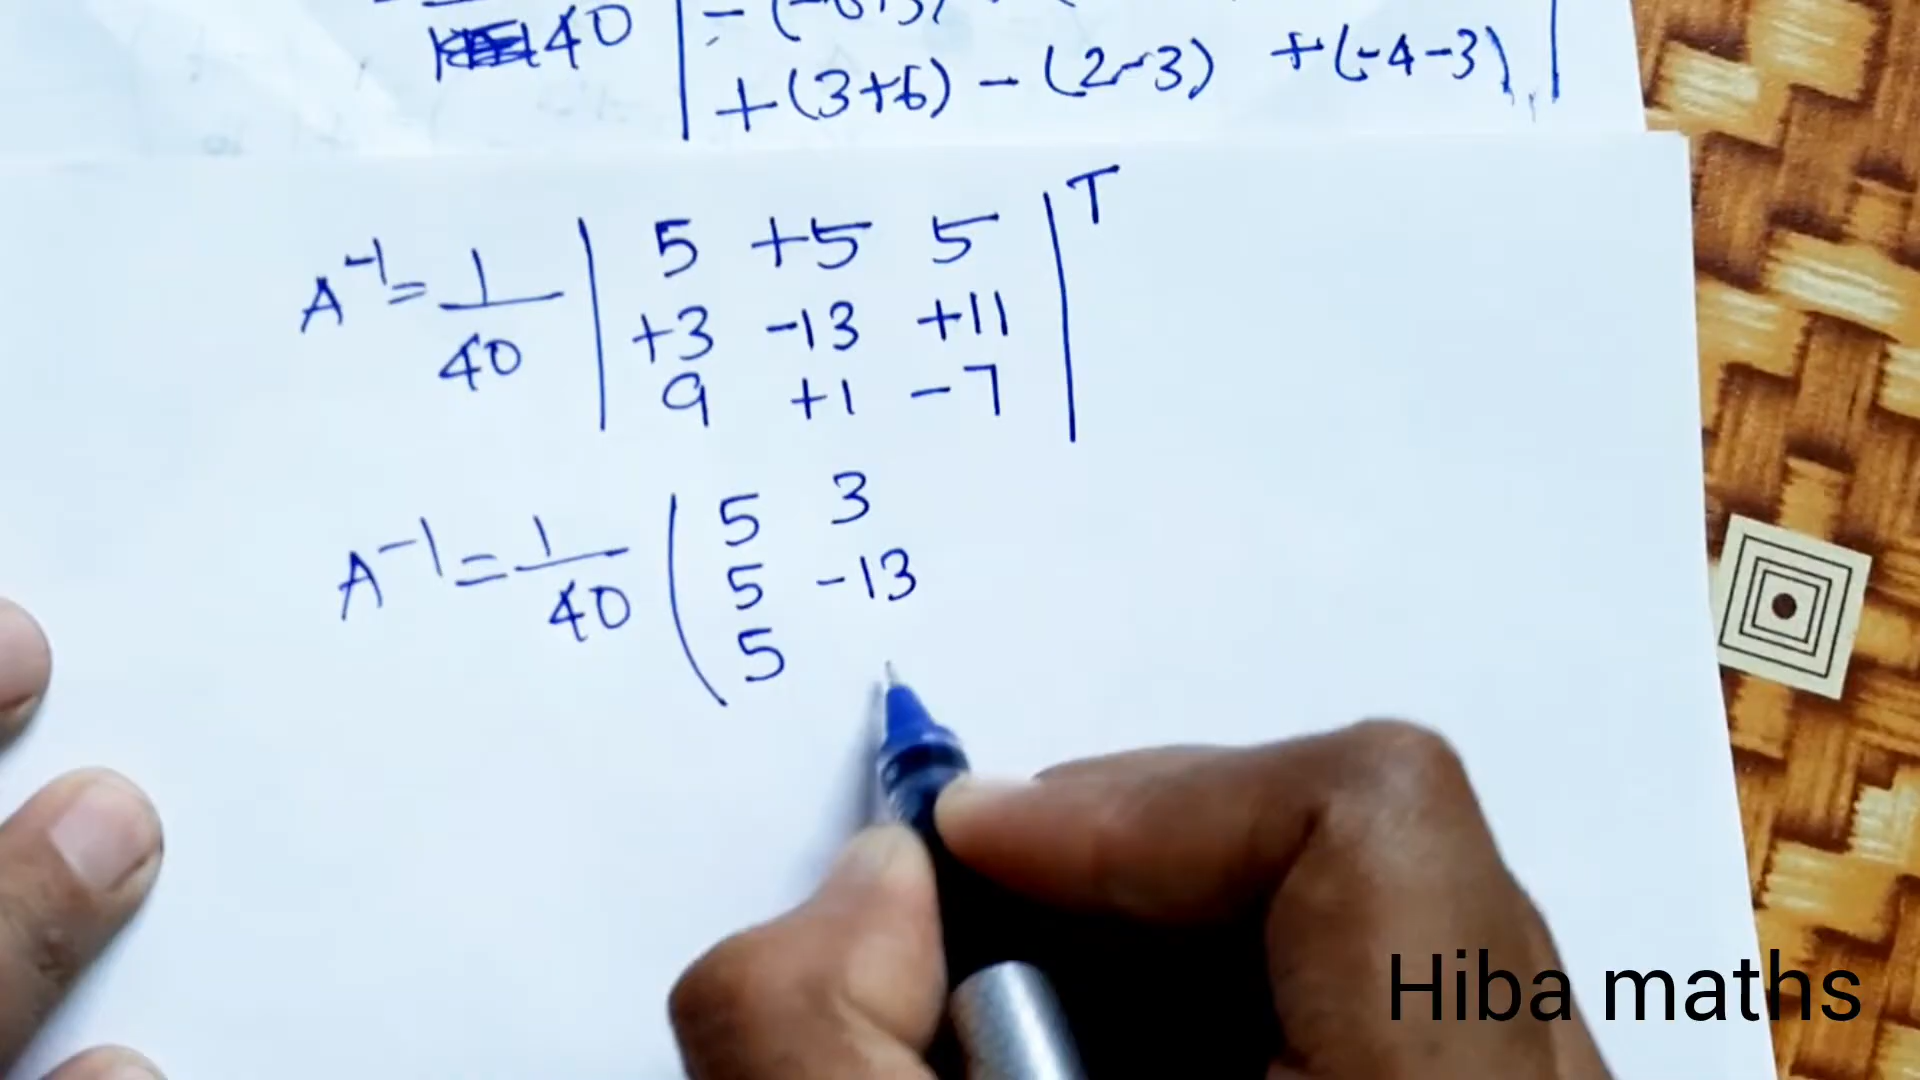 40 | - (
+(3+6) - (2-3) +(-4-3) |
A⁻¹ = 1/40 | 5 +5 5 | T
+3 -13 +11
9 +1 -7
A⁻¹ = 1/40 ( 5 3
5 -13
5
Hiba maths